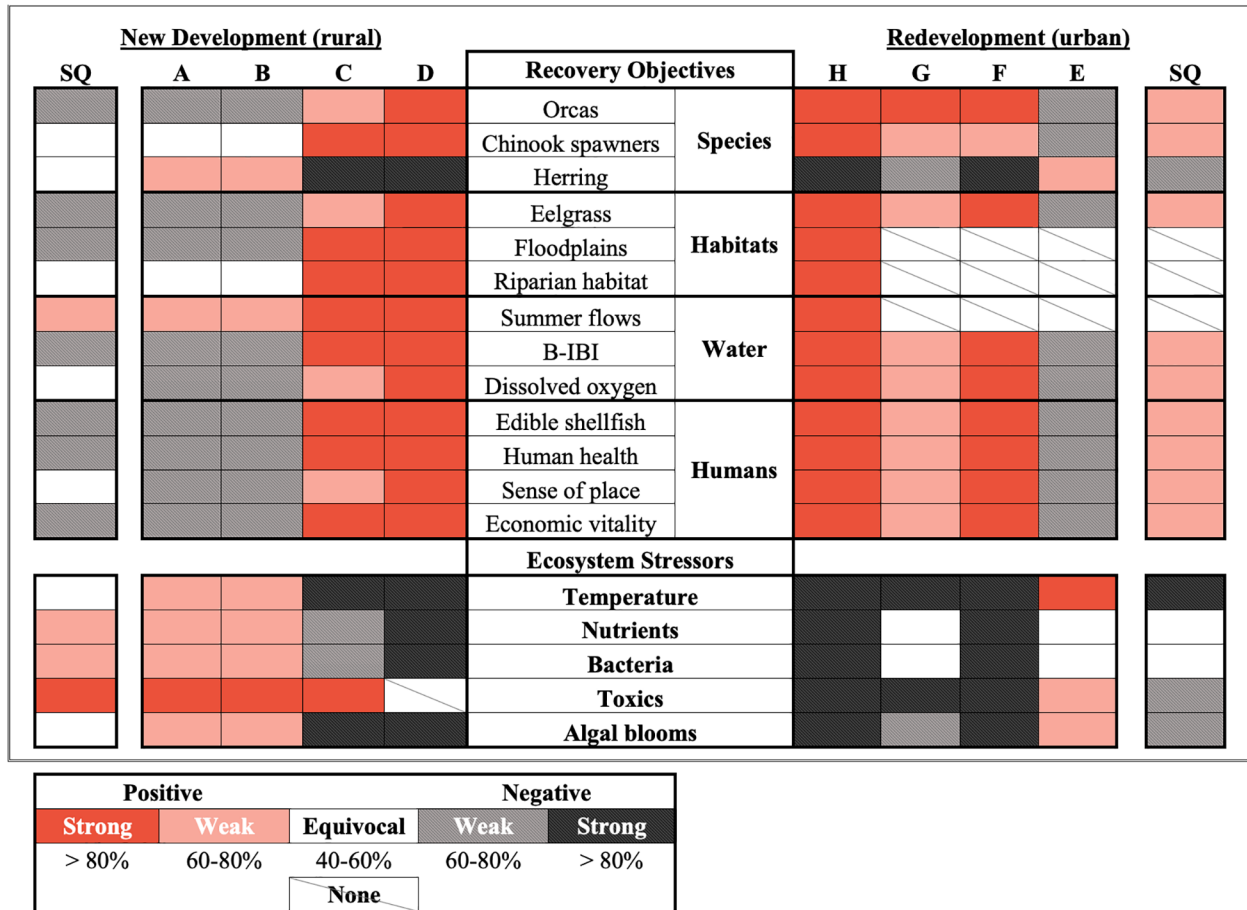 New Development (rural) Redevelopment (urban)
SQ A B C D Recovery Objectives H G F E SQ
Orcas
Chinook spawners Species
Herring
Eelgrass
Floodplains Habitats
Riparian habitat
Summer flows
B-IBI Water
Dissolved oxygen
Edible shellfish
Human health
Sense of place Humans
Economic vitality
Ecosystem Stressors
Temperature
Nutrients
Bacteria
Toxics
Algal blooms
Positive Negative
Strong Weak Equivocal Weak Strong
> 80% 60-80% 40-60% 60-80% > 80%
None